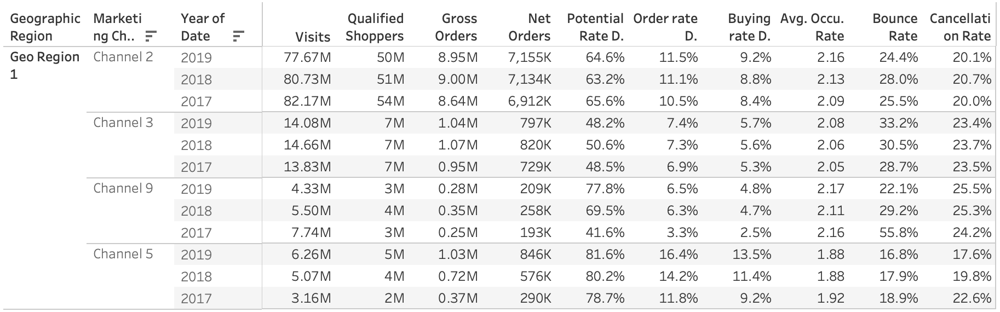 Geographic Region Marketi ng Ch.. Year of Date Visits Qualified Shoppers Gross Orders Net Orders Potential Rate D. Order rate D. Buying rate D. Avg. Occu. Rate Bounce Rate Cancellati on Rate
Geo Region 1 Channel 2 2019 77.67M 50M 8.95M 7,155K 64.6% 11.5% 9.2% 2.16 24.4% 20.1%
2018 80.73M 51M 9.00M 7,134K 63.2% 11.1% 8.8% 2.13 28.0% 20.7%
2017 82.17M 54M 8.64M 6,912K 65.6% 10.5% 8.4% 2.09 25.5% 20.0%
Channel 3 2019 14.08M 7M 1.04M 797K 48.2% 7.4% 5.7% 2.08 33.2% 23.4%
2018 14.66M 7M 1.07M 820K 50.6% 7.3% 5.6% 2.06 30.5% 23.7%
2017 13.83M 7M 0.95M 729K 48.5% 6.9% 5.3% 2.05 28.7% 23.5%
Channel 9 2019 4.33M 3M 0.28M 209K 77.8% 6.5% 4.8% 2.17 22.1% 25.5%
2018 5.50M 4M 0.35M 258K 69.5% 6.3% 4.7% 2.11 29.2% 25.3%
2017 7.74M 3M 0.25M 193K 41.6% 3.3% 2.5% 2.16 55.8% 24.2%
Channel 5 2019 6.26M 5M 1.03M 846K 81.6% 16.4% 13.5% 1.88 16.8% 17.6%
2018 5.07M 4M 0.72M 576K 80.2% 14.2% 11.4% 1.88 17.9% 19.8%
2017 3.16M 2M 0.37M 290K 78.7% 11.8% 9.2% 1.92 18.9% 22.6%